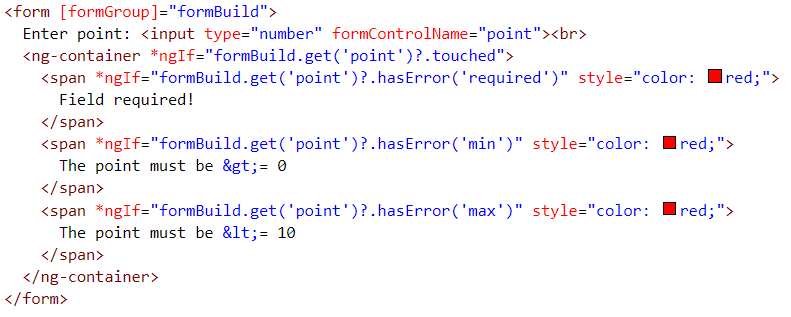 <form [formGroup]="formBuild">
Enter point: <input type="number" formControlName="point"><br>
<ng-container *ngIf="formBuild.get('point')?.touched">
<span *ngIf="formBuild.get('point')?.hasError('required')" style="color: red;">
Field required!
</span>
<span *ngIf="formBuild.get('point')?.hasError('min')" style="color: red;">
The point must be &gt;= 0
</span>
<span *ngIf="formBuild.get('point')?.hasError('max')" style="color: red;">
The point must be &lt;= 10
</span>
</ng-container>
</form>